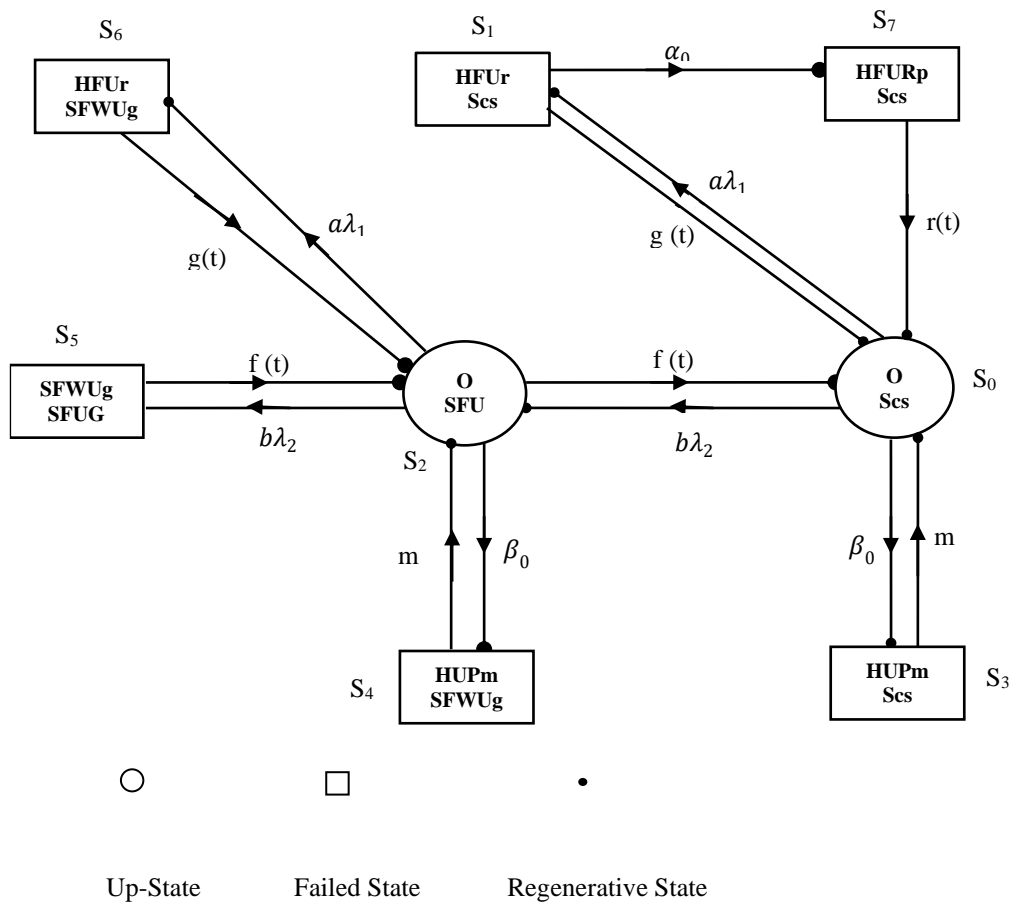 S₆
S₁
S₇
HFUr
SFWUg
HFUr
Scs
α₀
HFURp
Scs
aλ₁
g(t)
aλ₁
g (t)
r(t)
S₅
SFWUg
SFUG
f (t)
bλ₂
O
SFU
S₂
f (t)
bλ₂
O
Scs
S₀
m
β₀
β₀
m
S₄
HUPm
SFWUg
HUPm
Scs
S₃
Up-State
Failed State
Regenerative State